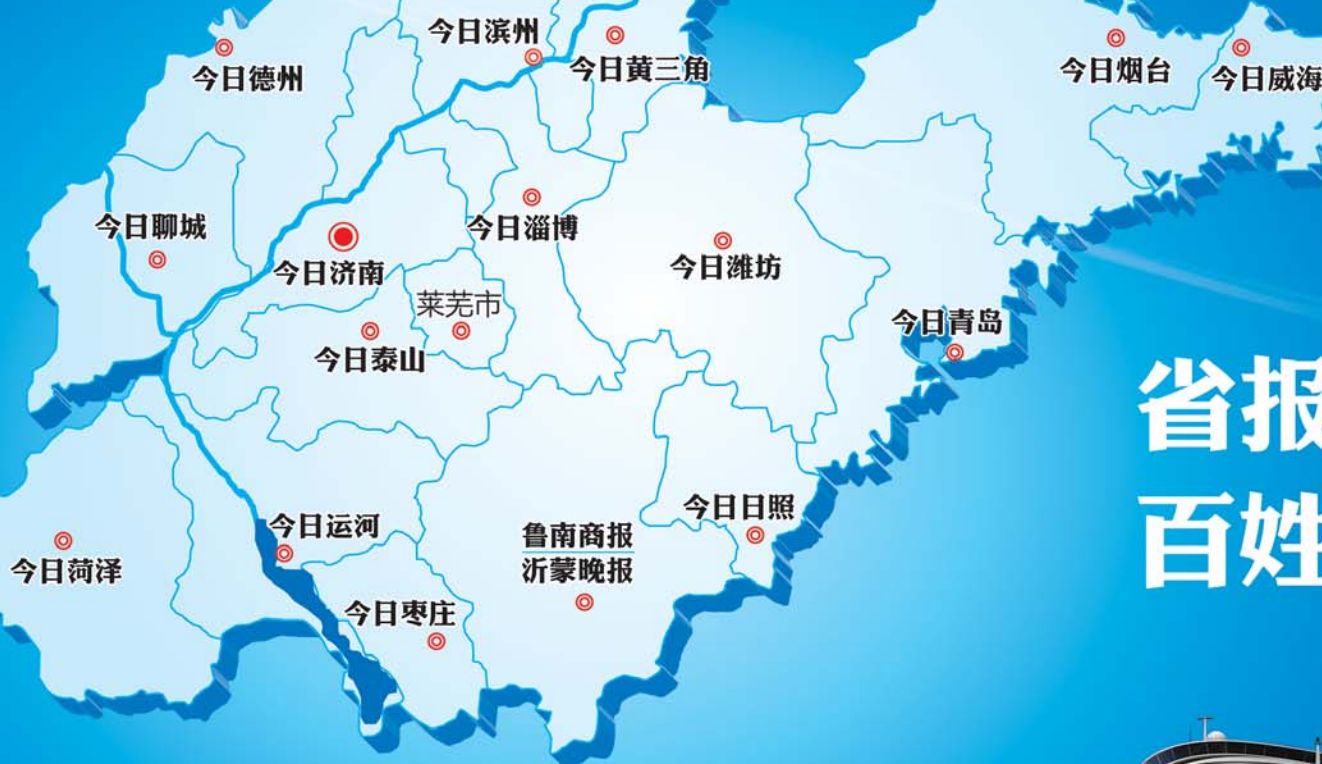 今日滨州
今日德州
今日黄三角
今日烟台
今日威海
今日聊城
今日淄博
今日济南
今日潍坊
莱芜市
今日青岛
今日泰山
省报
百姓
今日日照
今日运河
鲁南商报
沂蒙晚报
今日菏泽
今日枣庄